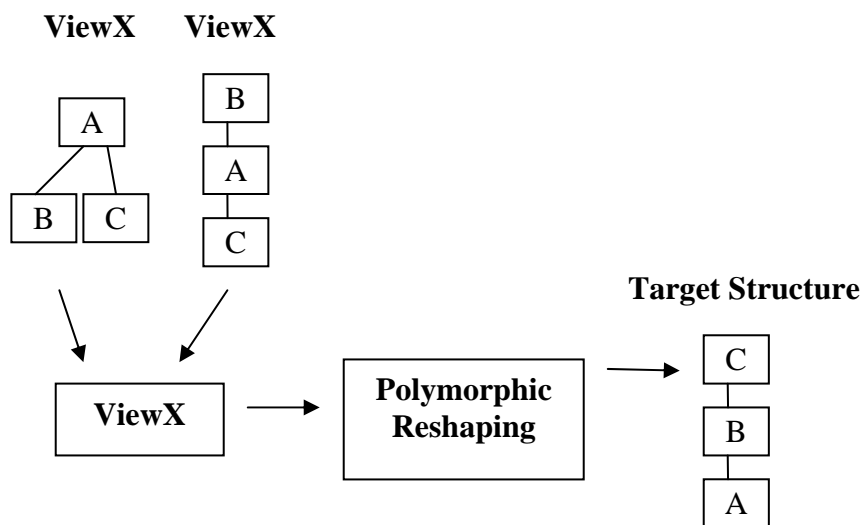 ViewX ViewX
A
B C
B
A
C
ViewX
Polymorphic
Reshaping
Target Structure
C
B
A